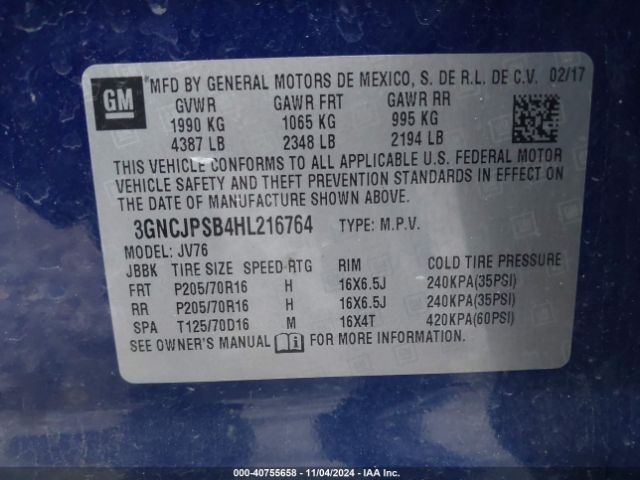 GM
*MFD BY GENERAL MOTORS DE MEXICO, S. DE R.L. DE C.V. 02/17
GVWR GAWR FRT GAWR RR
1990 KG 1065 KG 995 KG
4387 LB 2348 LB 2194 LB
THIS VEHICLE CONFORMS TO ALL APPLICABLE U.S. FEDERAL MOTOR
VEHICLE SAFETY AND THEFT PREVENTION STANDARDS IN EFFECT ON
THE DATE OF MANUFACTURE SHOWN ABOVE.
3GNCJPSB4HL216764 TYPE: M.P.V.
MODEL: JV76
JBBK TIRE SIZE SPEED RTG RIM COLD TIRE PRESSURE
FRT P205/70R16 H 16X6.5J 240KPA(35PSI)
RR P205/70R16 H 16X6.5J 240KPA(35PSI)
SPA T125/70D16 M 16X4T 420KPA(60PSI)
SEE OWNER'S MANUAL FOR MORE INFORMATION.
000-40755658 - 11/04/2024 - IAAI.com